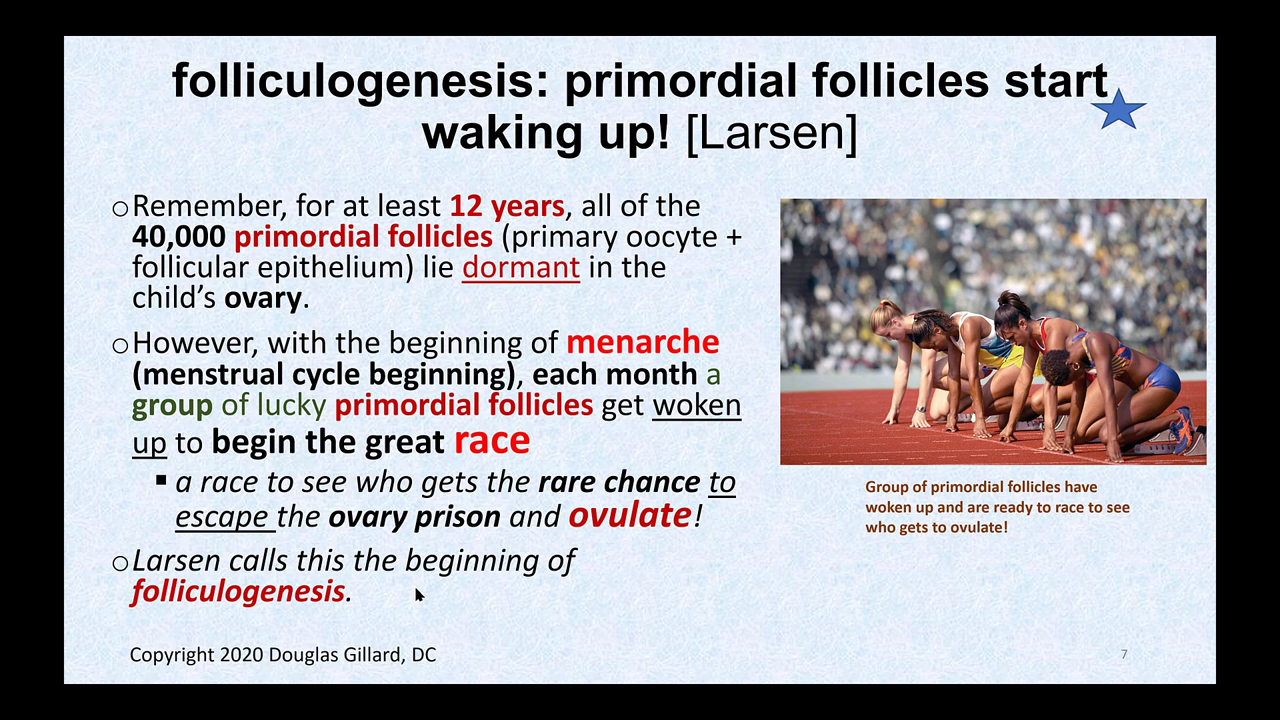 folliculogenesis: primordial follicles start
waking up! [Larsen]
oRemember, for at least 12 years, all of the
40,000 primordial follicles (primary oocyte +
follicular epithelium) lie dormant in the
child’s ovary.
oHowever, with the beginning of menarche
(menstrual cycle beginning), each month a
group of lucky primordial follicles get woken
up to begin the great race
▪ a race to see who gets the rare chance to
escape the ovary prison and ovulate!
oLarsen calls this the beginning of
folliculogenesis.
Group of primordial follicles have
woken up and are ready to race to see
who gets to ovulate!
Copyright 2020 Douglas Gillard, DC
7